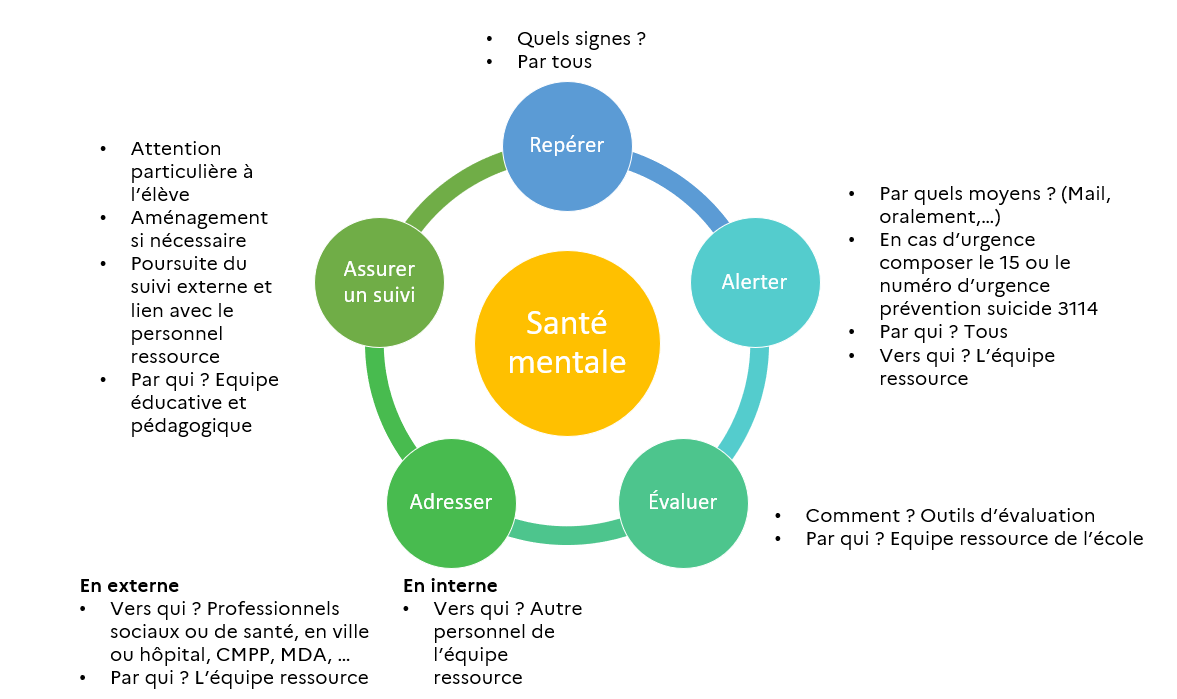 • Quels signes ?
• Par tous
Repérer
• Par quels moyens ? (Mail,
oralement,…)
• En cas d’urgence
composer le 15 ou le
numéro d’urgence
prévention suicide 3114
• Par qui ? Tous
• Vers qui ? L’équipe
ressource
Alerter
Évaluer
• Comment ? Outils d’évaluation
• Par qui ? Equipe ressource de l’école
Adresser
En interne
• Vers qui ? Autre
personnel de
l’équipe
ressource
En externe
• Vers qui ? Professionnels
sociaux ou de santé, en ville
ou hôpital, CMPP, MDA, …
• Par qui ? L’équipe ressource
Assurer
un suivi
• Attention
particulière à
l’élève
• Aménagement
si nécessaire
• Poursuite du
suivi externe et
lien avec le
personnel
ressource
• Par qui ? Equipe
éducative et
pédagogique
Santé
mentale